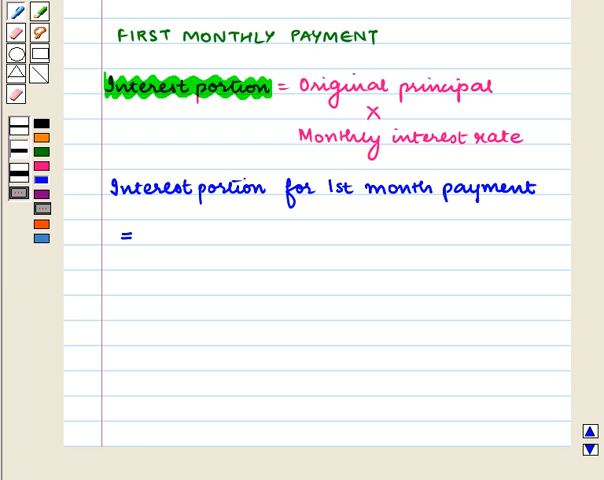 FIRST MONTHLY PAYMENT
Interest portion = Original principal
×
Monthly interest rate
Interest portion for 1st month payment
=